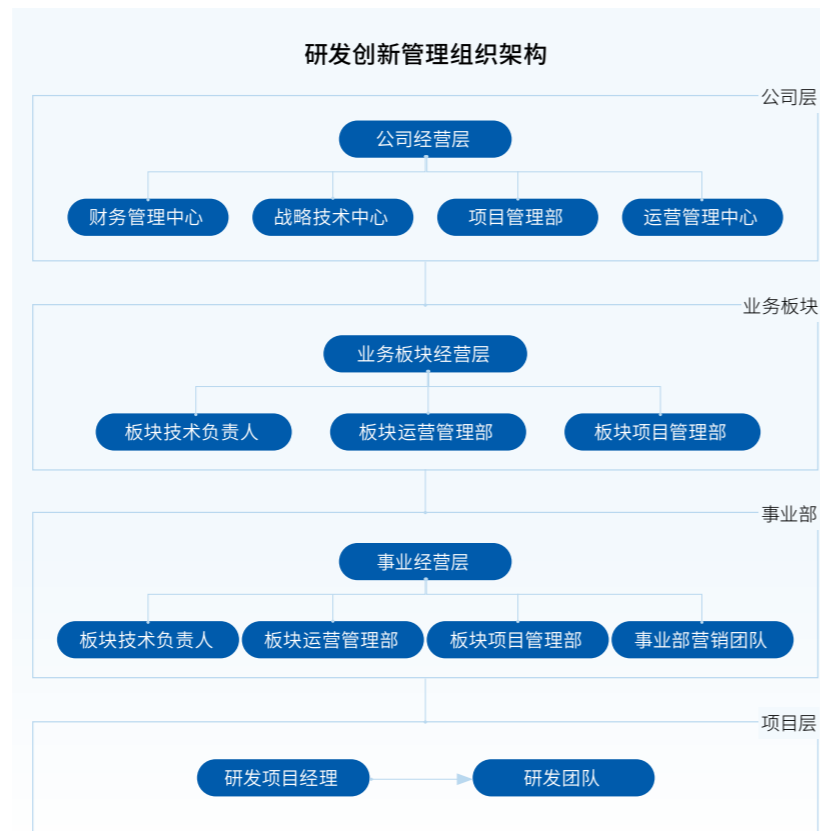 研发创新管理组织架构
公司层
公司经营层
财务管理中心
战略技术中心
项目管理部
运营管理中心
业务板块
业务板块经营层
板块技术负责人
板块运营管理部
板块项目管理部
事业部
事业经营层
板块技术负责人
板块运营管理部
板块项目管理部
事业部营销团队
项目层
研发项目经理
研发团队